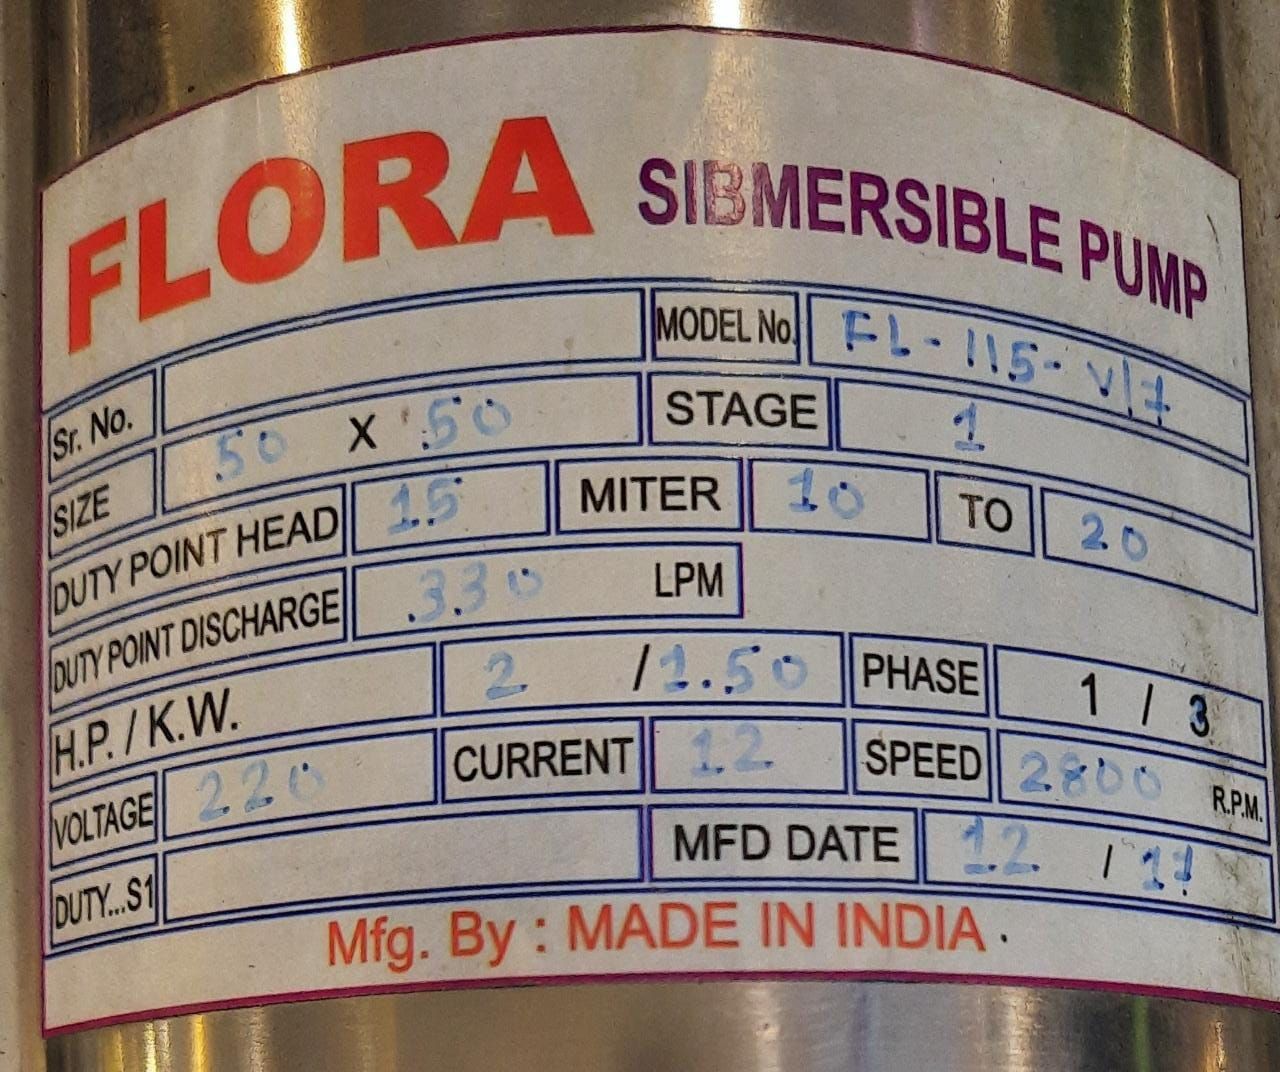 FLORA SIBMERSIBLE PUMP
Sr. No. MODEL No. FL-115-V/7
SIZE 50 X 50 STAGE 1
DUTY POINT HEAD 15 MITER 10 TO 20
DUTY POINT DISCHARGE 330 LPM
H.P. / K.W. 2 / 1.50 PHASE 1 / 3
VOLTAGE 220 CURRENT 12 SPEED 2800 R.P.M.
DUTY...S1 MFD DATE 12 / 17
Mfg. By : MADE IN INDIA .